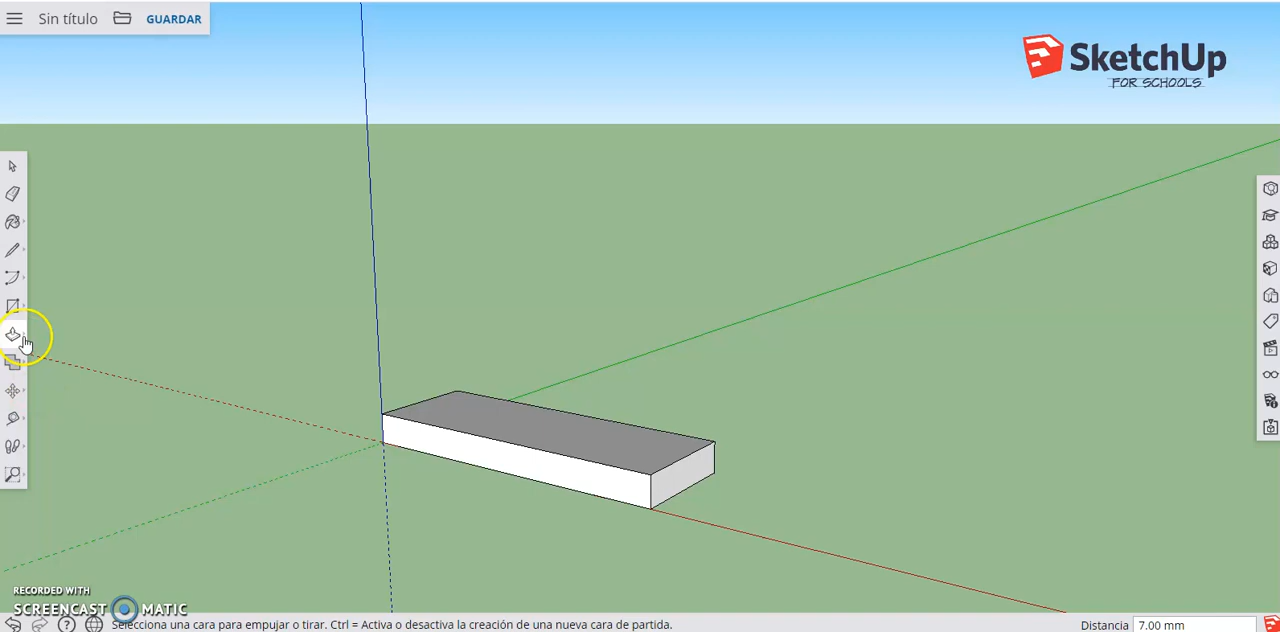 Sin título GUARDAR
SketchUp
FOR SCHOOLS
RECORDED WITH
SCREENCAST MATIC
Selecciona una cara para empujar o tirar. Ctrl = Activa o desactiva la creación de una nueva cara de partida.
Distancia 7.00 mm